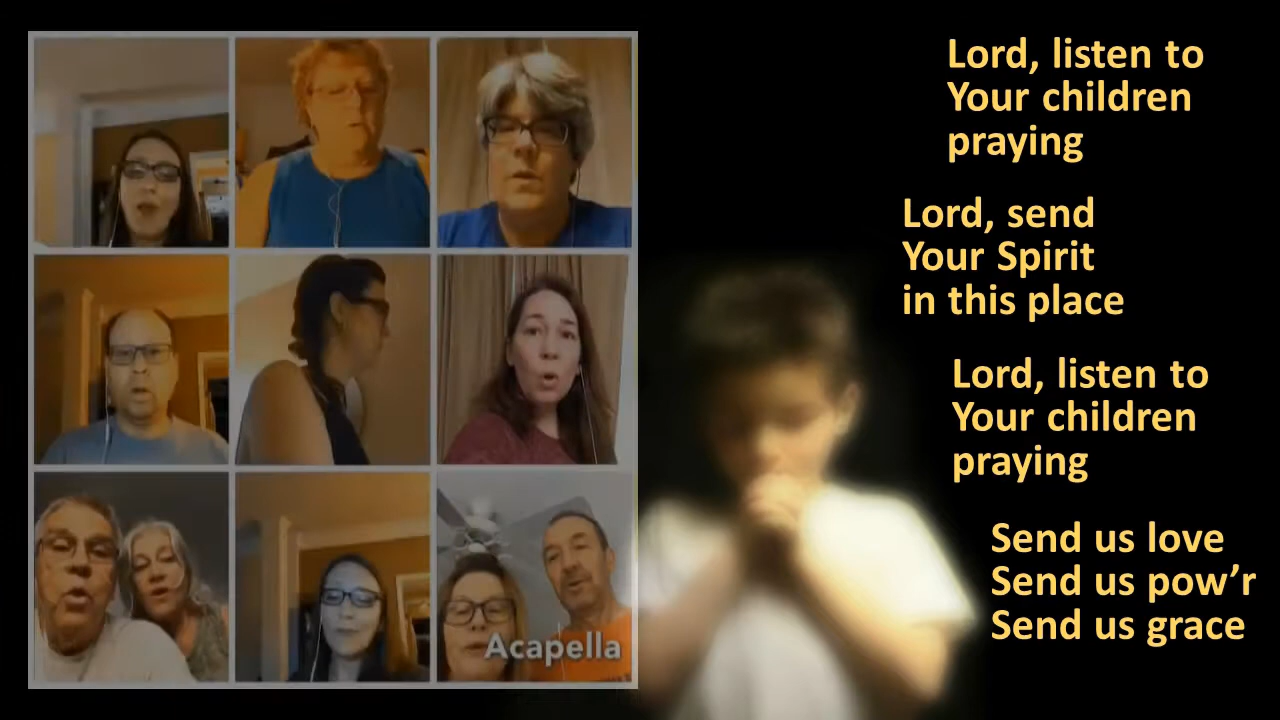 Lord, listen to
Your children
praying
Lord, send
Your Spirit
in this place
Lord, listen to
Your children
praying
Send us love
Send us pow’r
Send us grace
Acapella